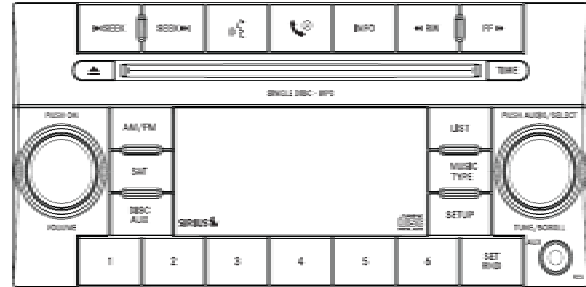 SEEK SEEK INFO RW FF
TIME
SINGLE DISC - MP3
PUSH ON PUSH AUDIO/SELECT
AM/FM LIST
SAT MUSIC
TYPE
DISC
AUX SETUP
SIRIUS
VOLUME TUNE/SCROLL
AUX
1 2 3 4 5 6 SET
RND